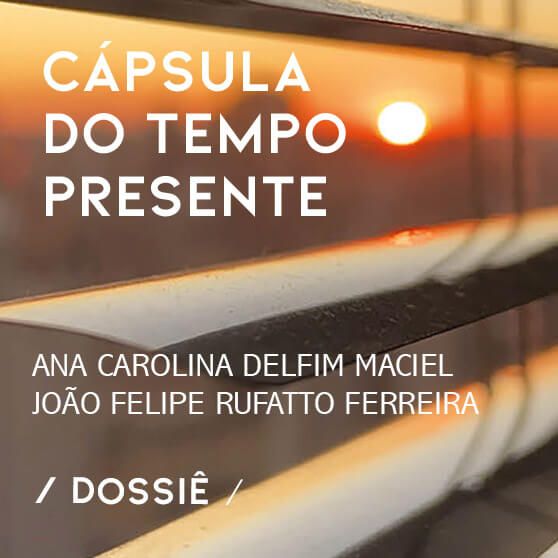 CÁPSULA
DO TEMPO
PRESENTE
ANA CAROLINA DELFIM MACIEL
JOÃO FELIPE RUFATTO FERREIRA
/ DOSSIÊ /